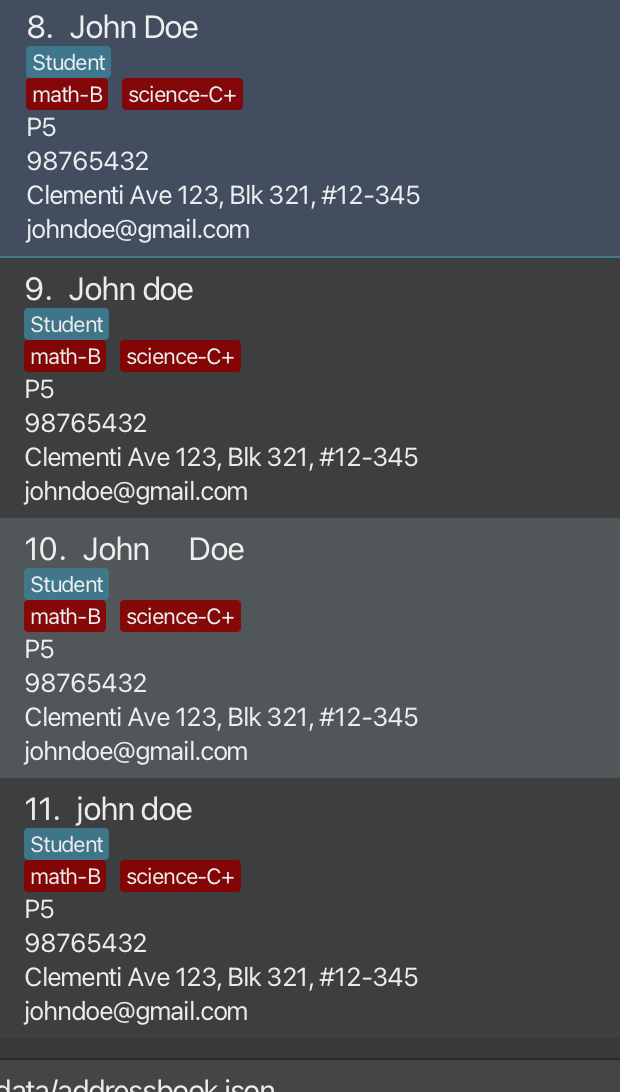 8. John Doe
Student
math-B science-C+
P5
98765432
Clementi Ave 123, Blk 321, #12-345
johndoe@gmail.com
9. John doe
Student
math-B science-C+
P5
98765432
Clementi Ave 123, Blk 321, #12-345
johndoe@gmail.com
10. John    Doe
Student
math-B science-C+
P5
98765432
Clementi Ave 123, Blk 321, #12-345
johndoe@gmail.com
11. john doe
Student
math-B science-C+
P5
98765432
Clementi Ave 123, Blk 321, #12-345
johndoe@gmail.com
data/addressbook.json